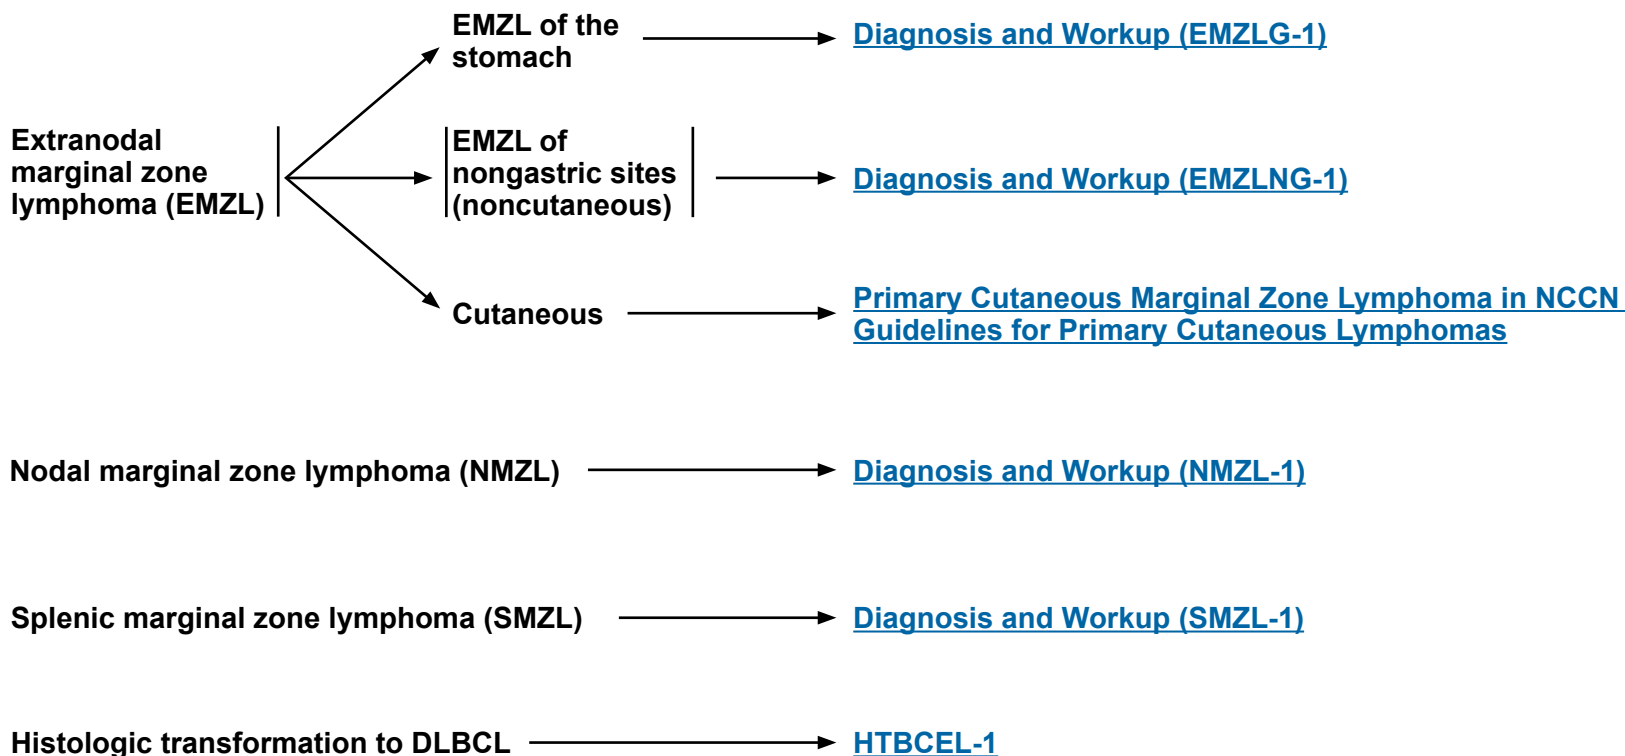 EMZL of the
stomach
Diagnosis and Workup (EMZLG-1)
Extranodal
marginal zone
lymphoma (EMZL)
EMZL of
nongastric sites
(noncutaneous)
Diagnosis and Workup (EMZLNG-1)
Cutaneous
Primary Cutaneous Marginal Zone Lymphoma in NCCN
Guidelines for Primary Cutaneous Lymphomas
Nodal marginal zone lymphoma (NMZL)
Diagnosis and Workup (NMZL-1)
Splenic marginal zone lymphoma (SMZL)
Diagnosis and Workup (SMZL-1)
Histologic transformation to DLBCL
HTBCEL-1